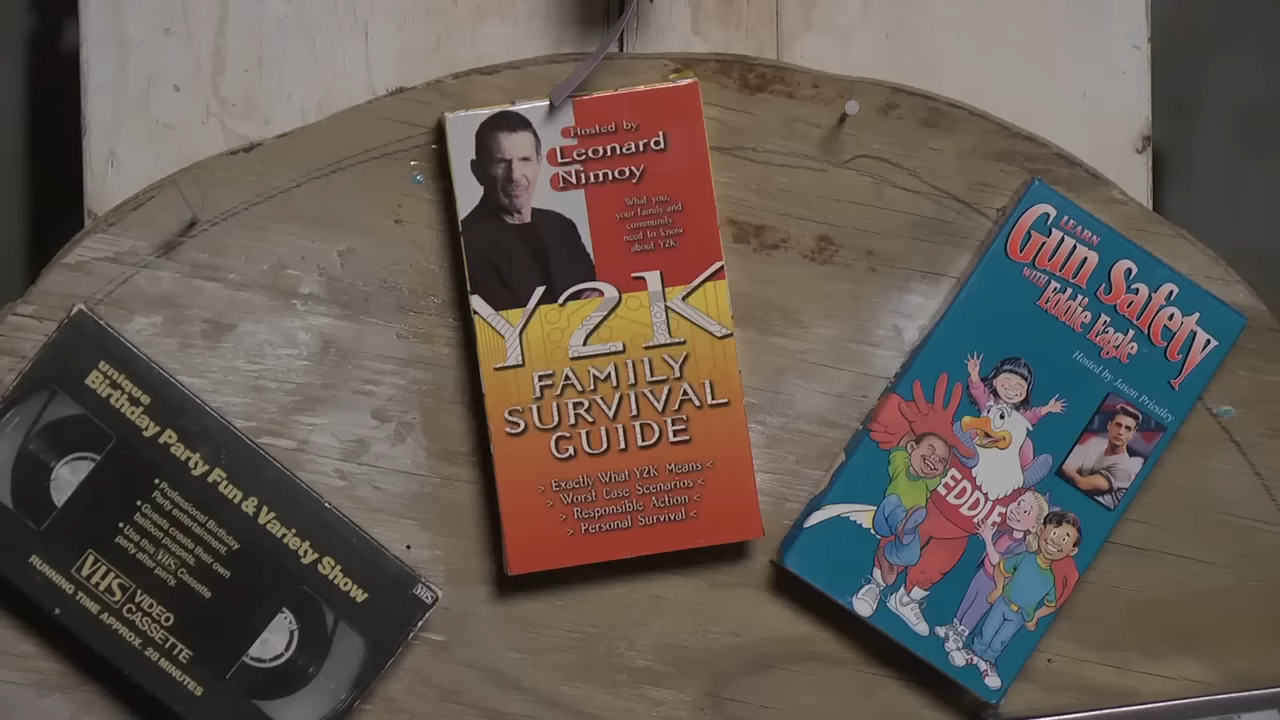 unique
Birthday Party Fun & Variety Show
• Professional Birthday
Party entertainment.
• Guests create their own
balloon puppets.
• Use this VHS Cassette
party after party.
VHS VIDEO
CASSETTE
RUNNING TIME APPROX. 28 MINUTES
VHS
Hosted by
Leonard
Nimoy
What you,
your family and
community
need to know
about Y2K.
Y2K
FAMILY
SURVIVAL
GUIDE
> Exactly What Y2K Means <
> Worst Case Scenarios <
> Responsible Action <
> Personal Survival <
LEARN
Gun Safety
WITH
Eddie Eagle
Hosted by Jason Priestley
EDDIE